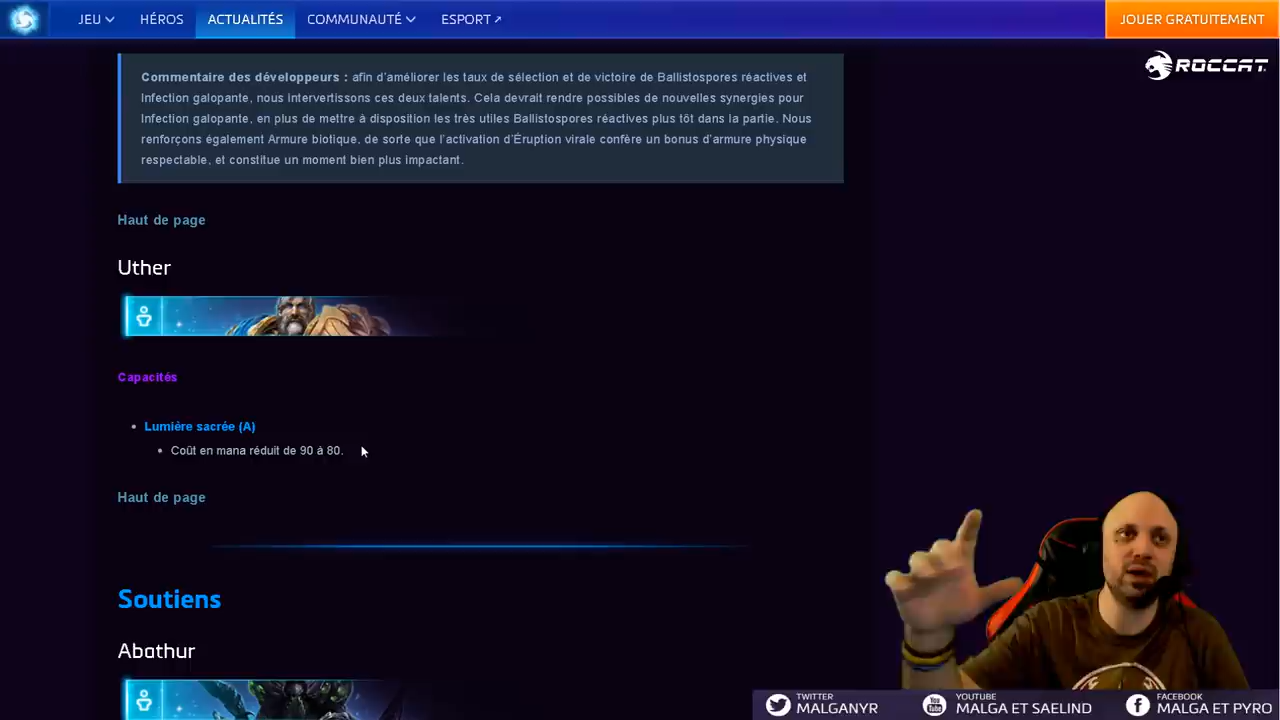 JEU HÉROS ACTUALITÉS COMMUNAUTÉ ESPORT JOUER GRATUITEMENT
ROCCAT
Commentaire des développeurs : afin d'améliorer les taux de sélection et de victoire de Ballistospores réactives et
Infection galopante, nous intervertissons ces deux talents. Cela devrait rendre possibles de nouvelles synergies pour
Infection galopante, en plus de mettre à disposition les très utiles Ballistospores réactives plus tôt dans la partie. Nous
renforçons également Armure biotique, de sorte que l'activation d'Éruption virale confère un bonus d'armure physique
respectable, et constitue un moment bien plus impactant.
Haut de page
Uther
Capacités
Lumière sacrée (A)
Coût en mana réduit de 90 à 80.
Haut de page
Soutiens
Abathur
TWITTER
MALGANYR
YOUTUBE
MALGA ET SAELIND
FACEBOOK
MALGA ET PYRO